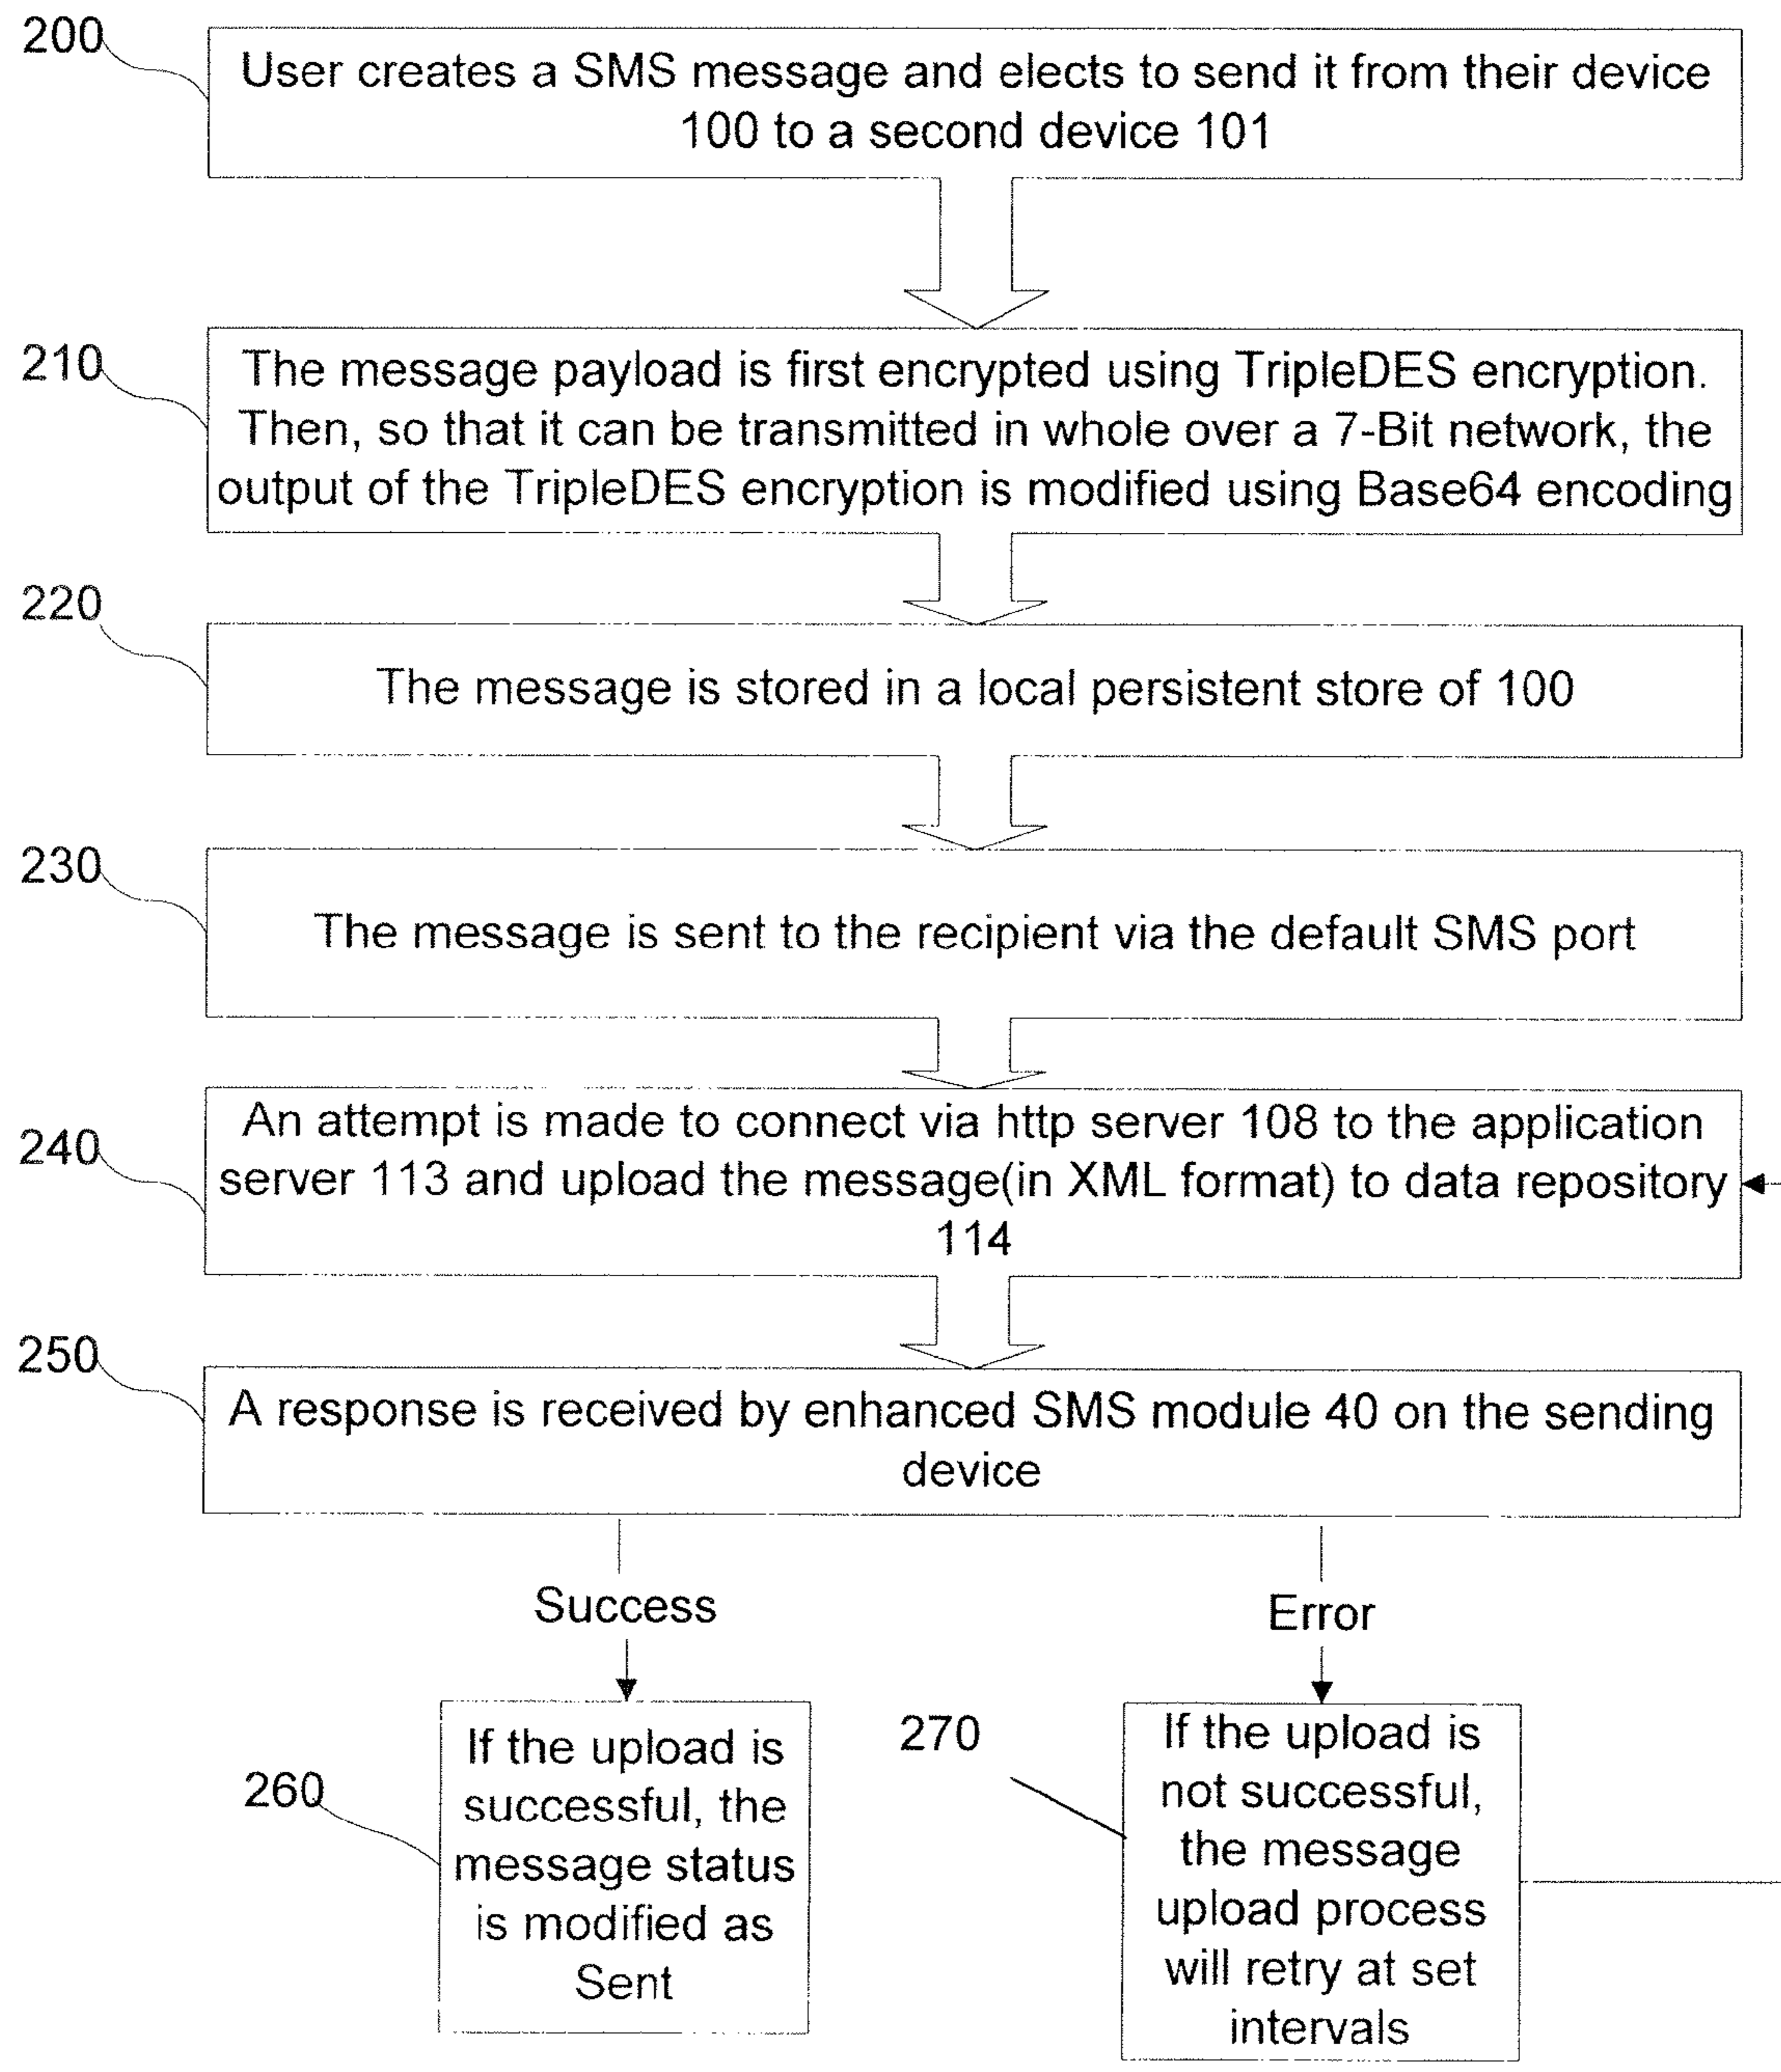 200
User creates a SMS message and elects to send it from their device
100 to a second device 101
210
The message payload is first encrypted using TripleDES encryption.
Then, so that it can be transmitted in whole over a 7-Bit network, the
output of the TripleDES encryption is modified using Base64 encoding
220
The message is stored in a local persistent store of 100
230
The message is sent to the recipient via the default SMS port
240
An attempt is made to connect via http server 108 to the application
server 113 and upload the message(in XML format) to data repository
114
250
A response is received by enhanced SMS module 40 on the sending
device
Success
Error
260
If the upload is
successful, the
message status
is modified as
Sent
270
If the upload is
not successful,
the message
upload process
will retry at set
intervals